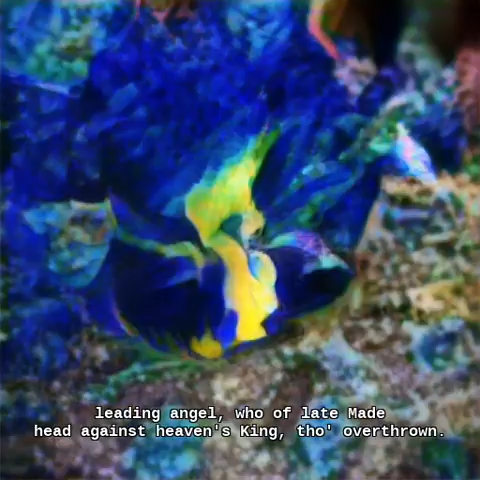 leading angel, who of late Made
head against heaven's King, tho' overthrown.